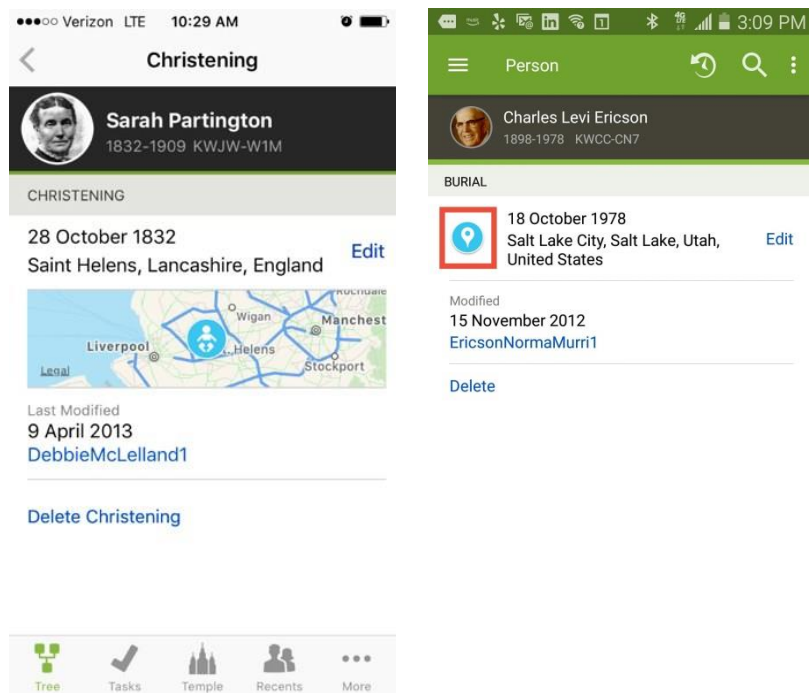 Verizon LTE 10:29 AM
Christening
Sarah Partington
1832-1909 KWJW-W1M
CHRISTENING
28 October 1832
Saint Helens, Lancashire, England
Edit
Wigan
Manchest
Liverpool
..Helens
Stockport
Legal
Last Modified
9 April 2013
DebbieMcLelland1
Delete Christening
Tree Tasks Temple Recents More
in 1 3:09 PM
Person
Charles Levi Ericson
1898-1978 KWCC-CN7
BURIAL
18 October 1978
Salt Lake City, Salt Lake, Utah,
United States
Edit
Modified
15 November 2012
EricsonNormaMurri1
Delete